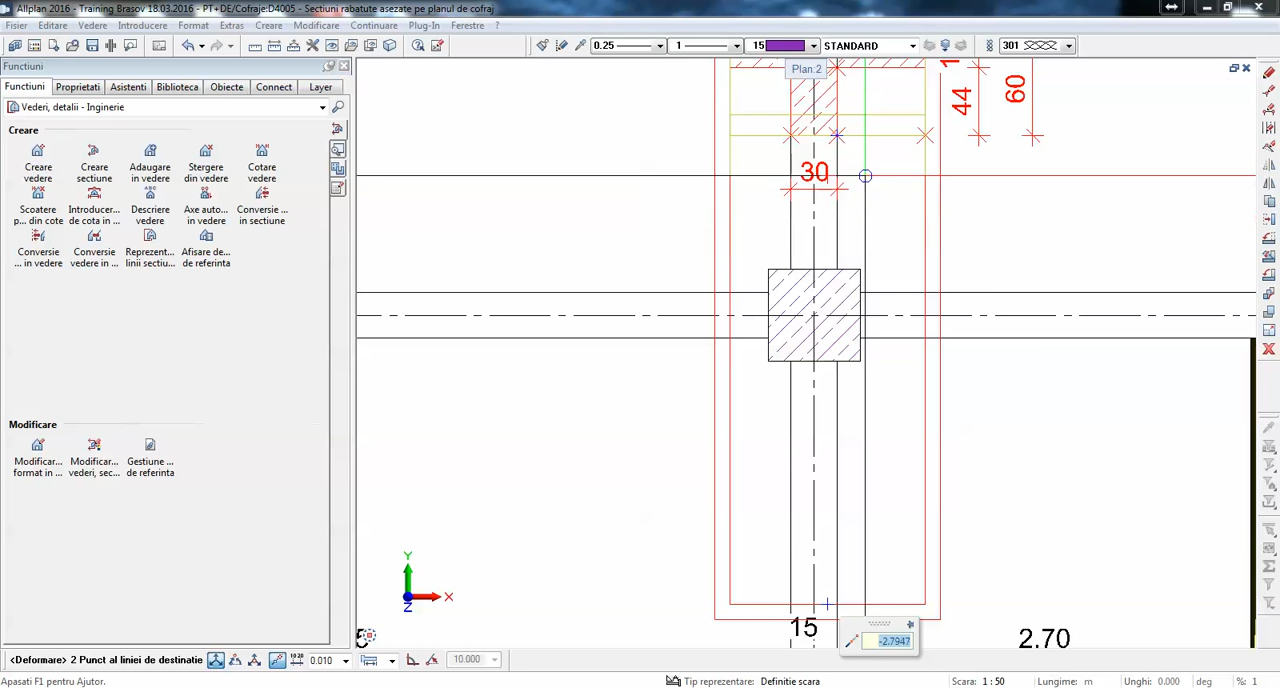 Allplan 2016 - Training Brasov 18.03.2016 - PT+DE/Cofraje:D4005 - Sectiuni rabatute asezate pe planul de cofraj
Fisier Editare Vederi Introducere Format Extras Creare Modificare Continuare Plug-In Fereste ?
0.25 1 15 STANDARD 301
Functiuni
Functiuni Proprietati Asistenti Biblioteca Obiecte Connect Layer
Vederi, detalii - Inginerie
Creare
Creare vedere
Creare sectiune
Adaugare in vedere
Stergere din vedere
Cotare vedere
Scoatere p... din cote
Introducer... de cota in ...
Descriere vedere
Axe auto... in vedere
Conversie ... in sectiune
Conversie ... in vedere
Conversie vedere in ...
Reprezent... linii sectiu...
Afisare de... de referinta
Modificare
Modificar... format in ...
Modificar... vederi, sec...
Gestiune ... de referinta
Plan:2
1
44
60
30
Y
X
Z
15
2.70
-2.7947
<Deformare> 2 Punct al liniei de destinatie
0.010
10.000
Apasati F1 pentru Ajutor.
Tip reprezentare: Definitie scara
Scara: 1 : 50
Lungime: m
Unghi: 0.000 deg
%: 1